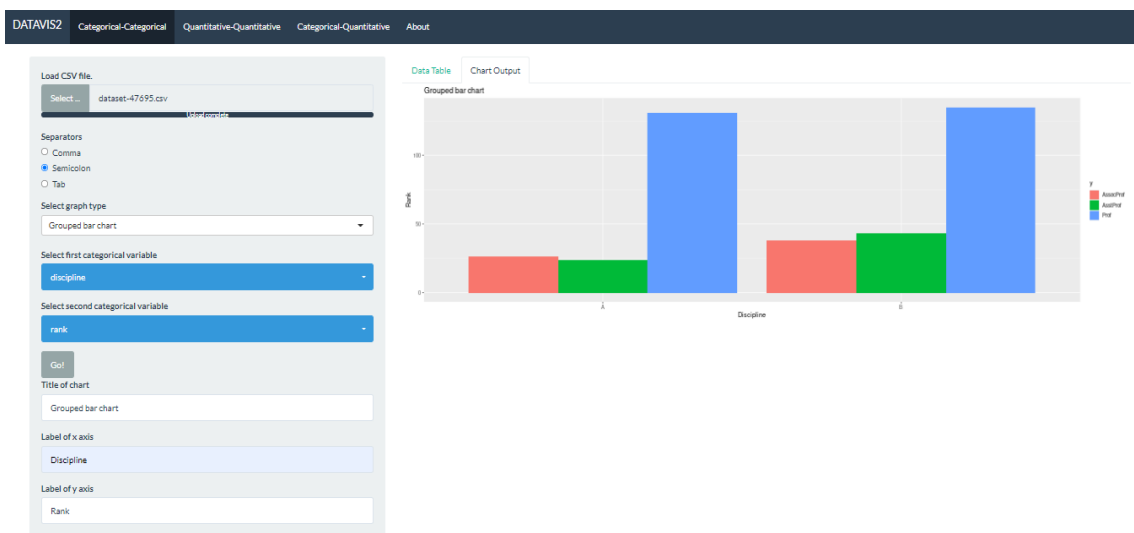 DATAVIS2 Categorical-Categorical Quantitative-Quantitative Categorical-Quantitative About
Load CSV file.
Select ... dataset-47695.csv
Upload complete
Separators
Comma
Semicolon
Tab
Select graph type
Grouped bar chart
Select first categorical variable
discipline
Select second categorical variable
rank
Go!
Title of chart
Grouped bar chart
Label of x axis
Discipline
Label of y axis
Rank
Data Table Chart Output
Grouped bar chart
Rank
100
50
0
A B
Discipline
y
AssocProf
AsstProf
Prof